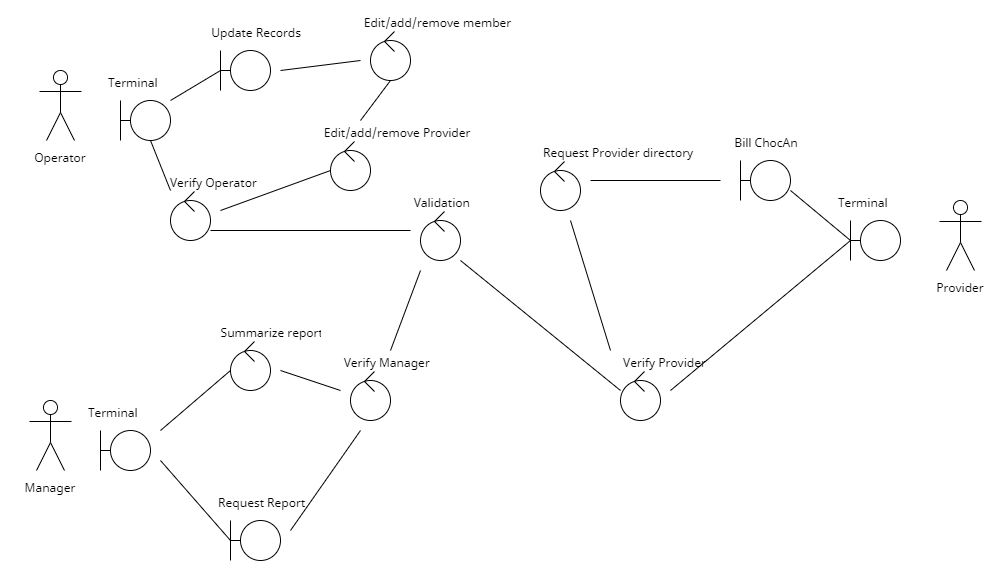 Edit/add/remove member
Update Records
Terminal
Operator
Edit/add/remove Provider
Verify Operator
Validation
Request Provider directory
Bill ChocAn
Terminal
Provider
Summarize report
Verify Manager
Verify Provider
Terminal
Manager
Request Report